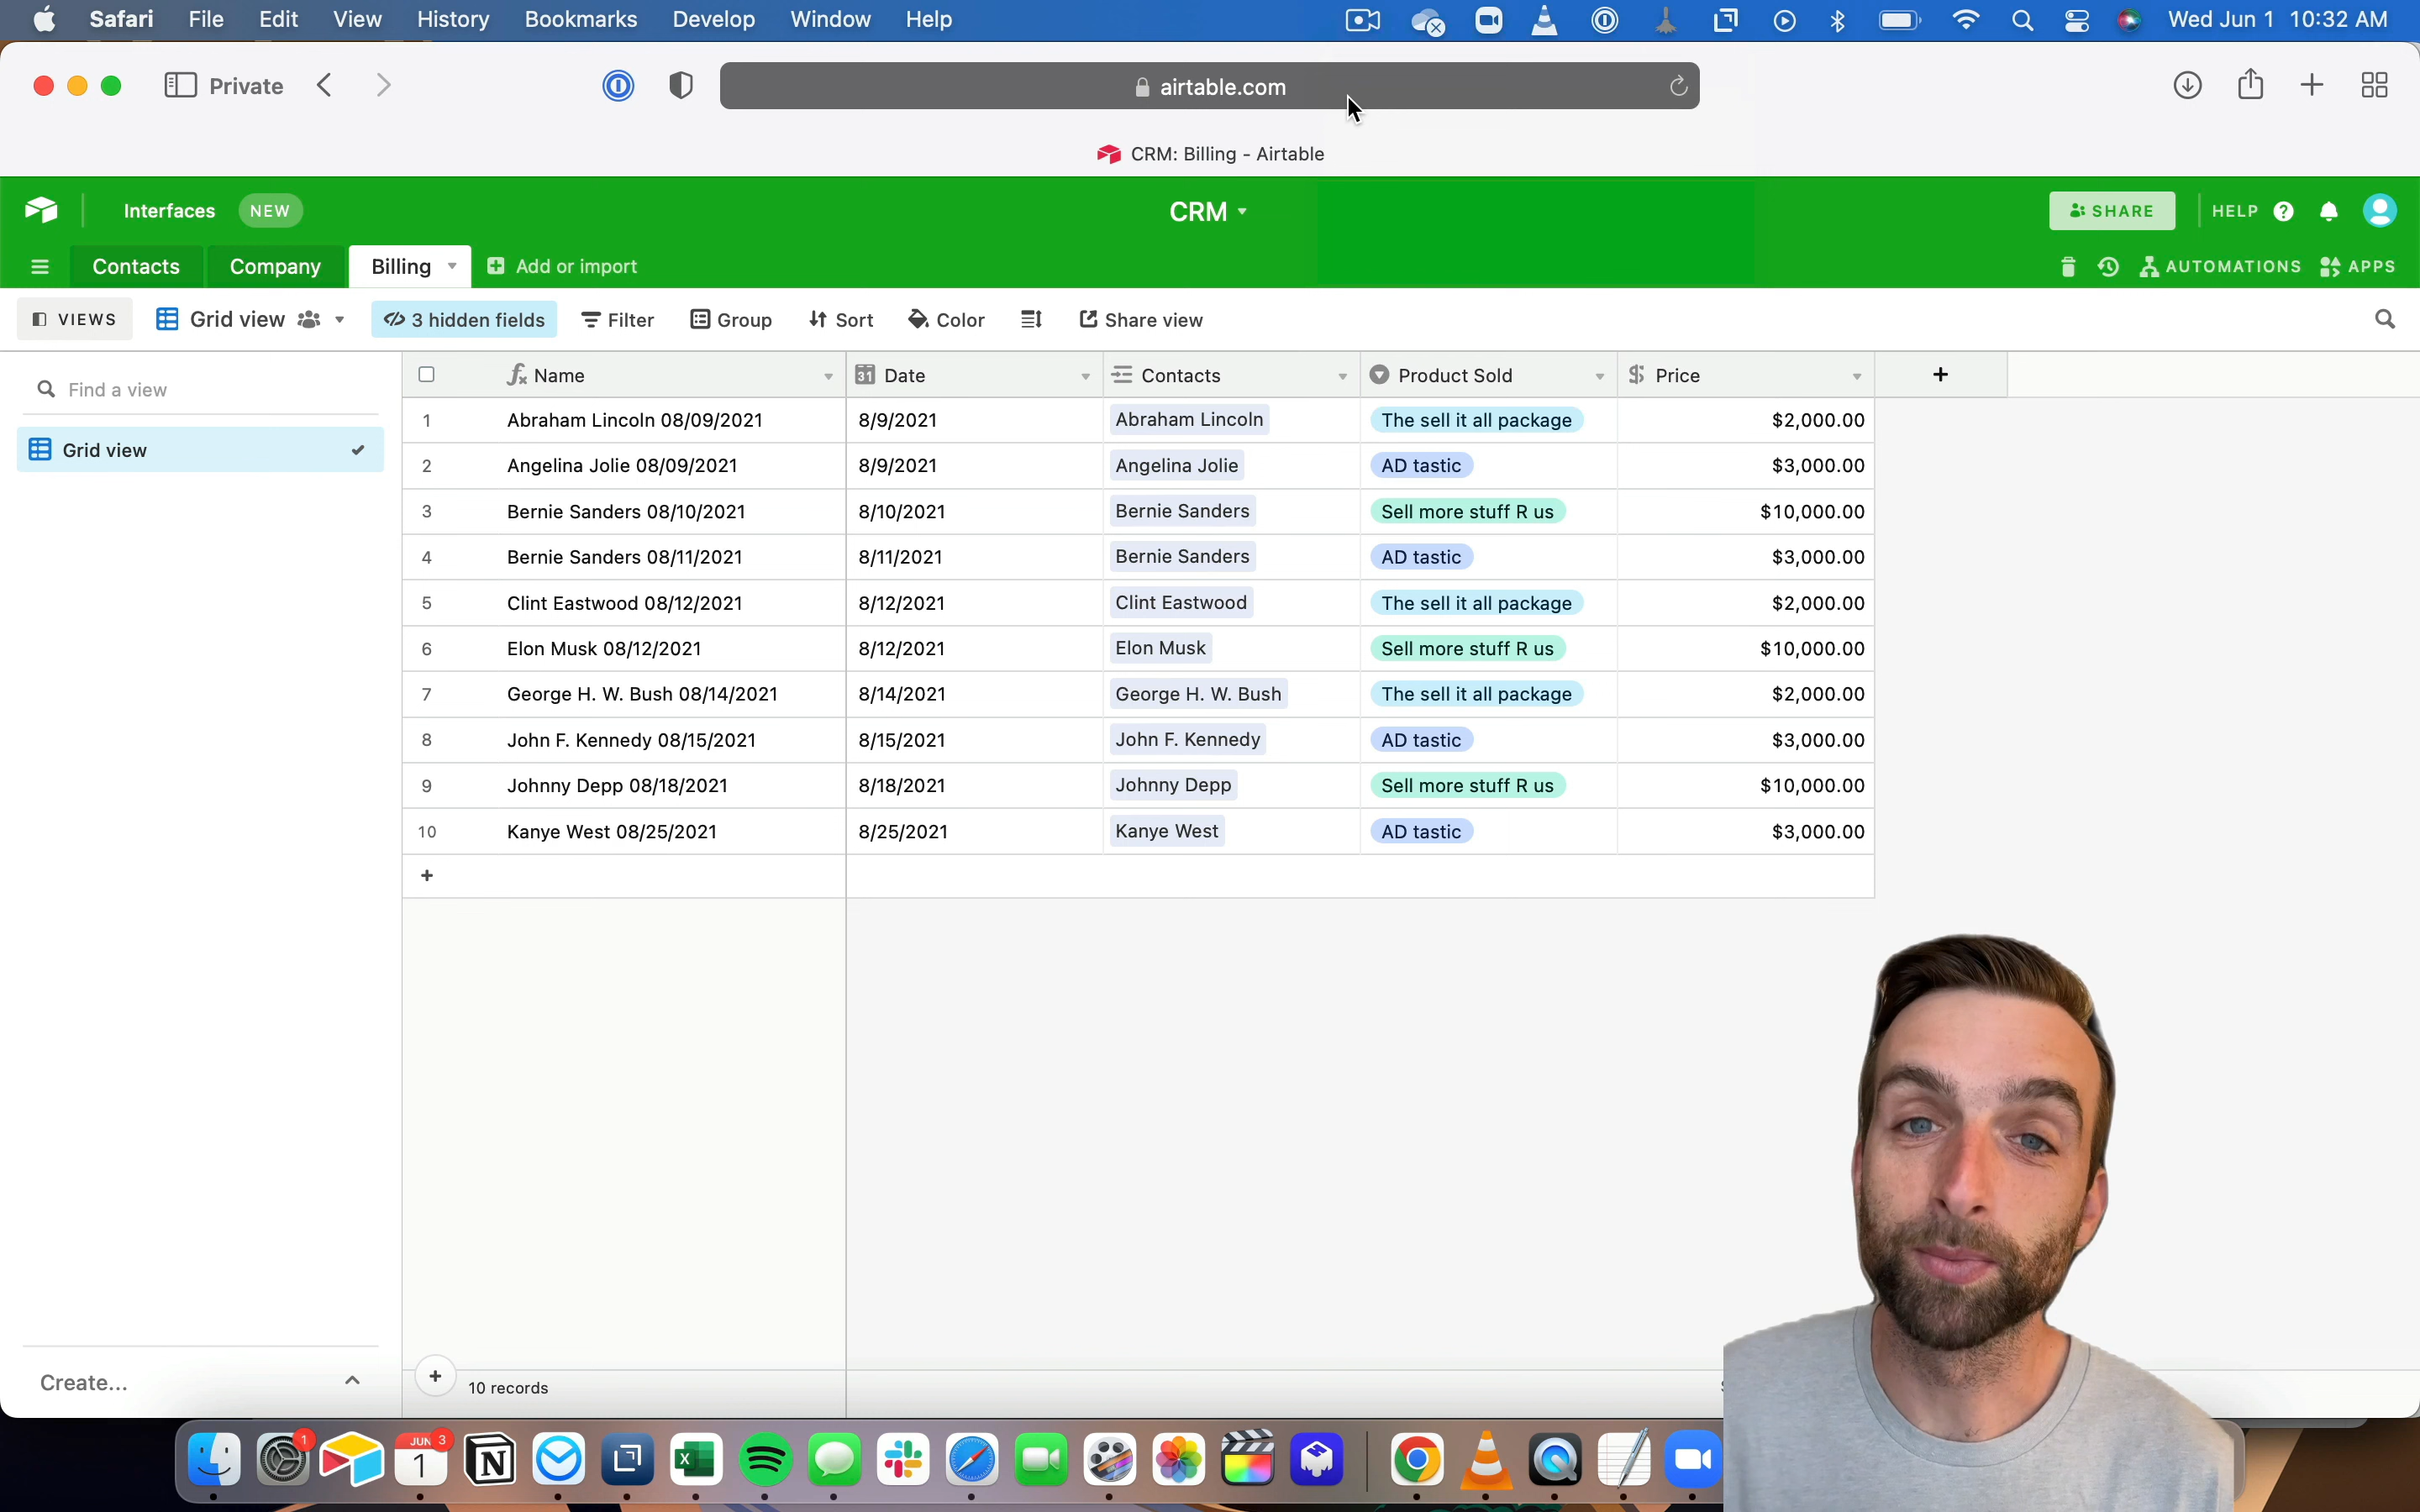 Safari File Edit View History Bookmarks Develop Window Help Wed Jun 1 10:32 AM
Private airtable.com
CRM: Billing - Airtable
Interfaces NEW CRM SHARE HELP
Contacts Company Billing Add or import AUTOMATIONS APPS
VIEWS Grid view 3 hidden fields Filter Group Sort Color Share view
Find a view
Grid view
Name 31 Date Contacts Product Sold $ Price +
1 Abraham Lincoln 08/09/2021 8/9/2021 Abraham Lincoln The sell it all package $2,000.00
2 Angelina Jolie 08/09/2021 8/9/2021 Angelina Jolie AD tastic $3,000.00
3 Bernie Sanders 08/10/2021 8/10/2021 Bernie Sanders Sell more stuff R us $10,000.00
4 Bernie Sanders 08/11/2021 8/11/2021 Bernie Sanders AD tastic $3,000.00
5 Clint Eastwood 08/12/2021 8/12/2021 Clint Eastwood The sell it all package $2,000.00
6 Elon Musk 08/12/2021 8/12/2021 Elon Musk Sell more stuff R us $10,000.00
7 George H. W. Bush 08/14/2021 8/14/2021 George H. W. Bush The sell it all package $2,000.00
8 John F. Kennedy 08/15/2021 8/15/2021 John F. Kennedy AD tastic $3,000.00
9 Johnny Depp 08/18/2021 8/18/2021 Johnny Depp Sell more stuff R us $10,000.00
10 Kanye West 08/25/2021 8/25/2021 Kanye West AD tastic $3,000.00
+
Create... + 10 records
1 JUN 3
1 N X